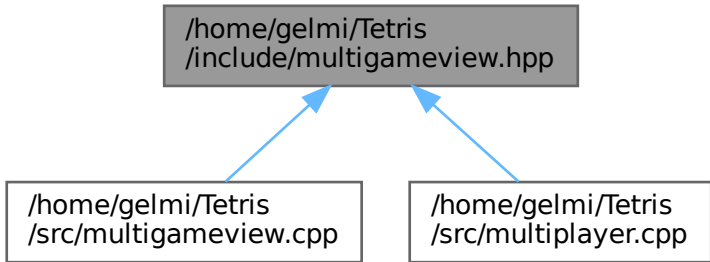 /home/gelmi/Tetris
/include/multigameview.hpp
/home/gelmi/Tetris
/src/multigameview.cpp
/home/gelmi/Tetris
/src/multiplayer.cpp